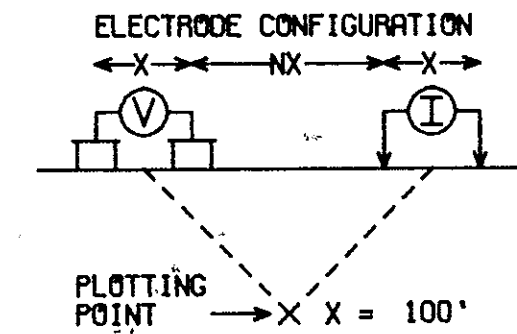 ELECTRODE CONFIGURATION
X NX X
V I
PLOTTING
POINT X X = 100'